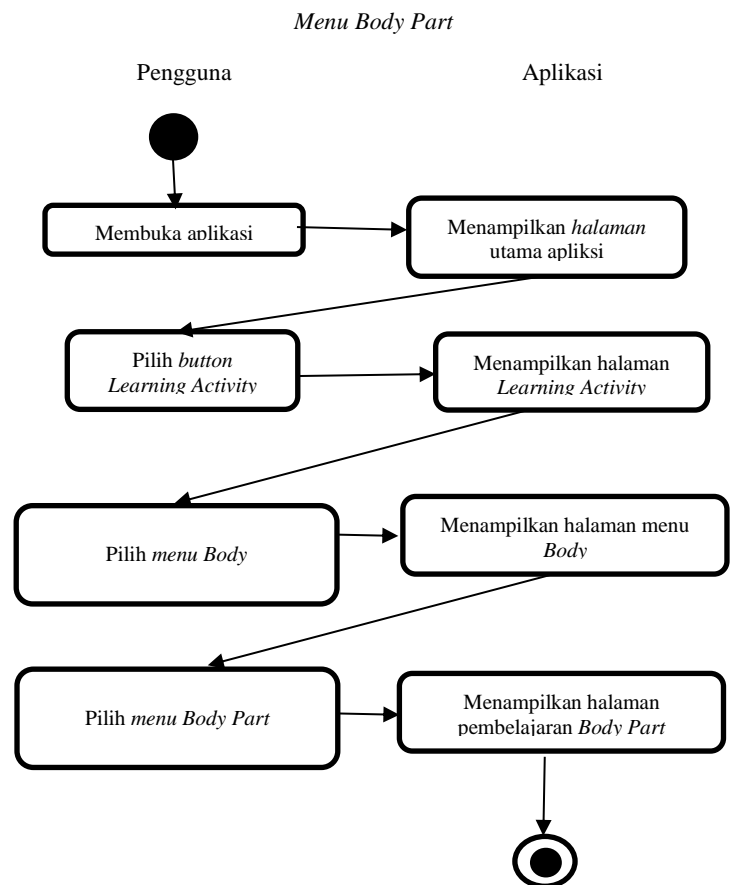 Menu Body Part
Pengguna
Aplikasi
Membuka aplikasi
Menampilkan halaman
utama apliksi
Pilih button
Learning Activity
Menampilkan halaman
Learning Activity
Pilih menu Body
Menampilkan halaman menu
Body
Pilih menu Body Part
Menampilkan halaman
pembelajaran Body Part